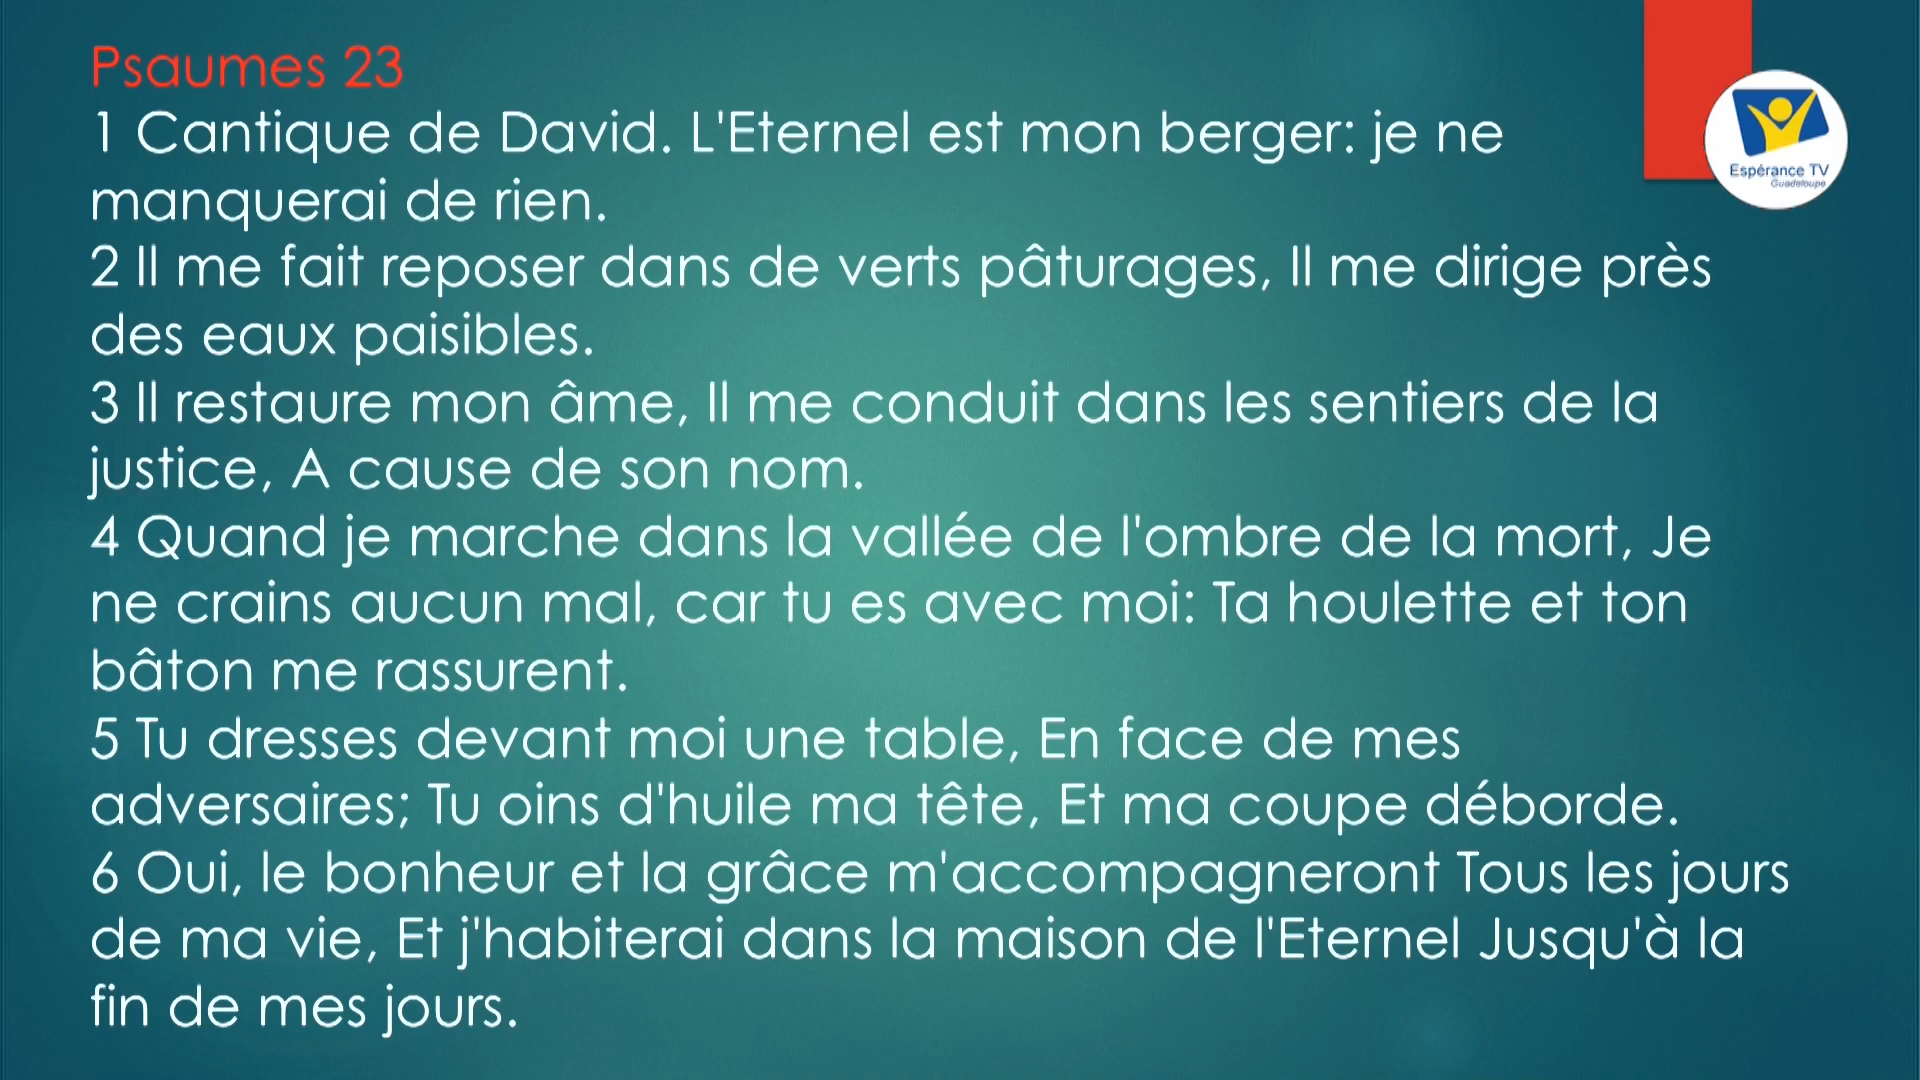 Psaumes 23
1 Cantique de David. L'Eternel est mon berger: je ne
manquerai de rien.
2 Il me fait reposer dans de verts pâturages, Il me dirige près
des eaux paisibles.
3 Il restaure mon âme, Il me conduit dans les sentiers de la
justice, A cause de son nom.
4 Quand je marche dans la vallée de l'ombre de la mort, Je
ne crains aucun mal, car tu es avec moi: Ta houlette et ton
bâton me rassurent.
5 Tu dresses devant moi une table, En face de mes
adversaires; Tu oins d'huile ma tête, Et ma coupe déborde.
6 Oui, le bonheur et la grâce m'accompagneront Tous les jours
de ma vie, Et j'habiterai dans la maison de l'Eternel Jusqu'à la
fin de mes jours.
Espérance TV
Guadeloupe